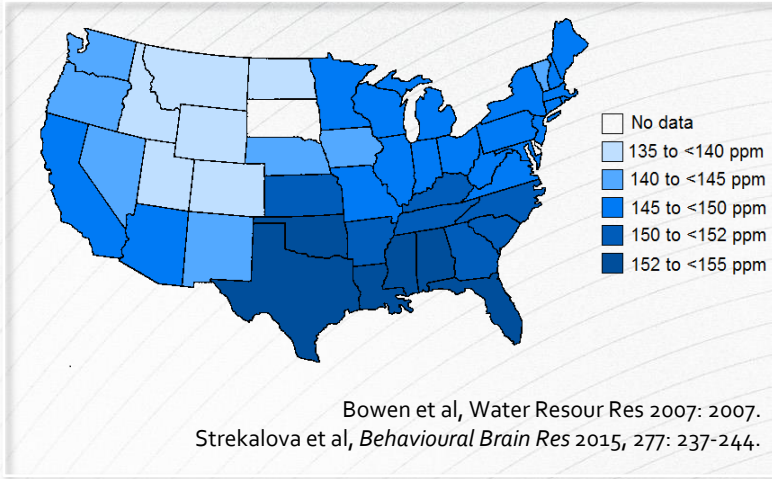 No data
135 to <140 ppm
140 to <145 ppm
145 to <150 ppm
150 to <152 ppm
152 to <155 ppm
Bowen et al, Water Resour Res 2007: 2007.
Strekalova et al, Behavioural Brain Res 2015, 277: 237-244.